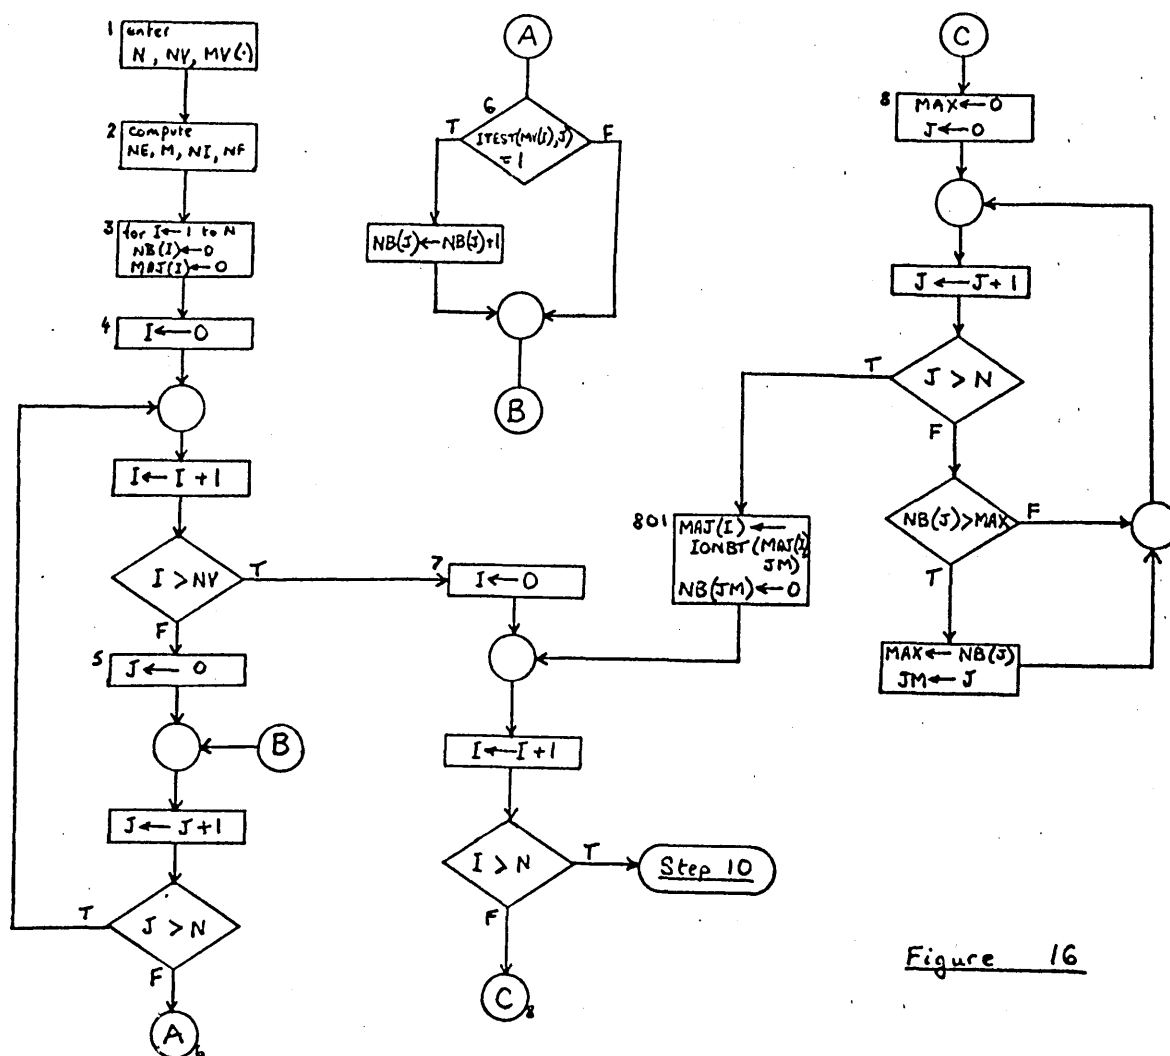 1 enter
N, NV, MV(·)
2 compute
NE, M, NI, NF
3 for I←1 to N
NB(I)←0
MAJ(I)←0
4 I←0
I←I+1
I>NV
T
F
5 J←0
B
J←J+1
J>N
T
F
A 6
A
6
ITEST(MV(I),J)
=1
T
F
NB(J)←NB(J)+1
B
7 I←0
I←I+1
I>N
T
Step 10
F
C 8
C
8 MAX←0
J←0
J←J+1
J>N
T
F
801 MAJ(I)←
IONBT(MAJ(I)
JM)
NB(JM)←0
NB(J)>MAX
F
T
MAX←NB(J)
JM←J
Figure 16